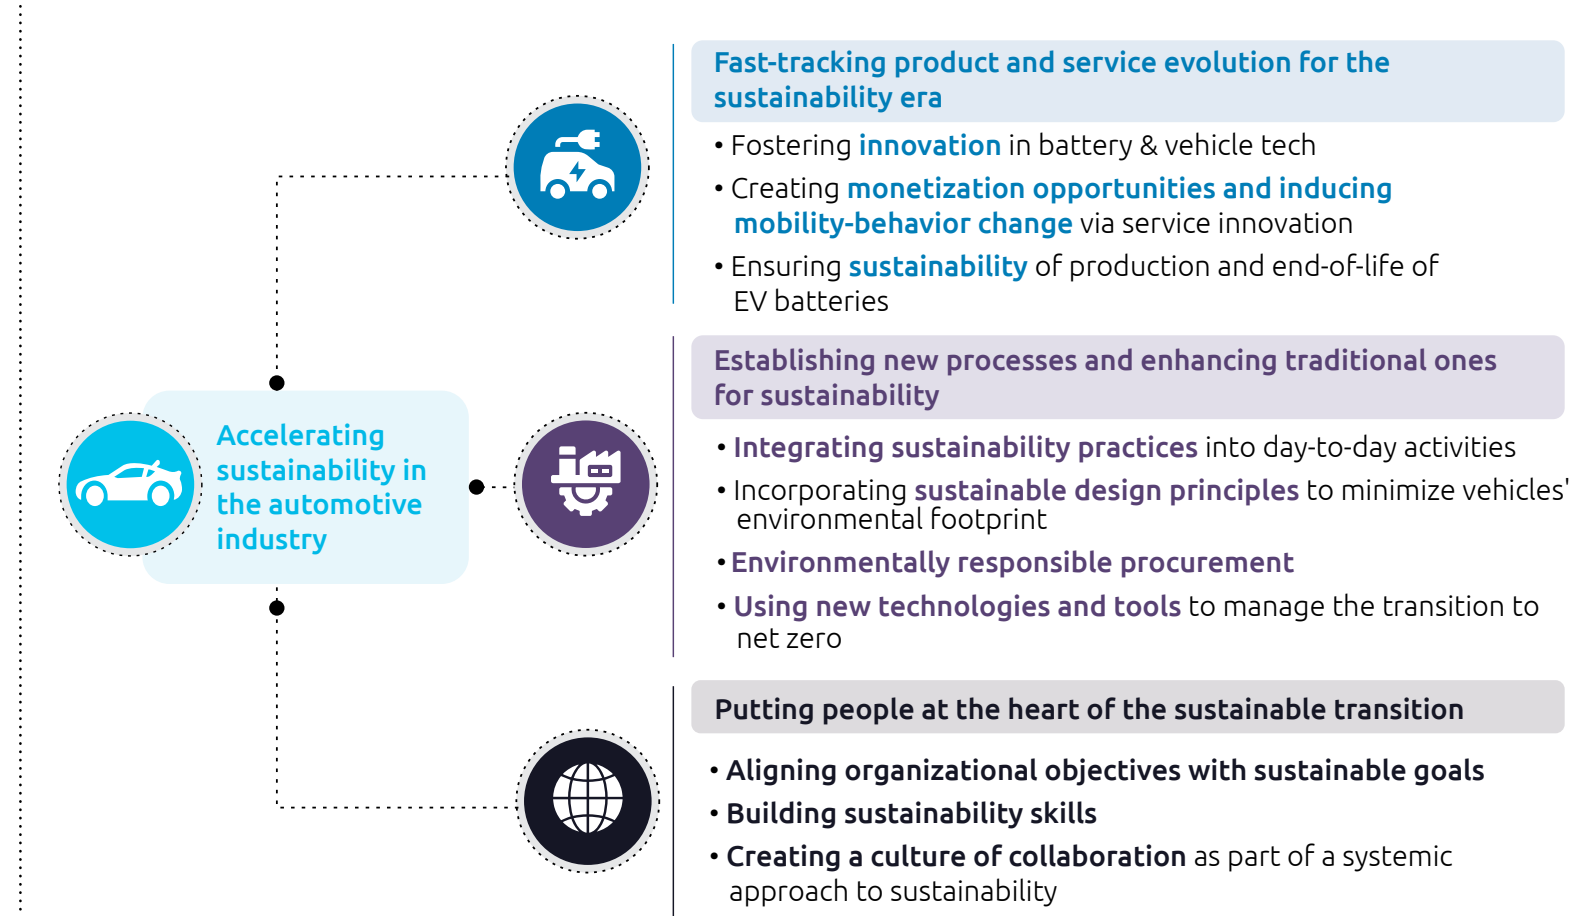 Fast-tracking product and service evolution for the
sustainability era
• Fostering innovation in battery & vehicle tech
• Creating monetization opportunities and inducing
mobility-behavior change via service innovation
• Ensuring sustainability of production and end-of-life of
EV batteries
Accelerating
sustainability in
the automotive
industry
Establishing new processes and enhancing traditional ones
for sustainability
• Integrating sustainability practices into day-to-day activities
• Incorporating sustainable design principles to minimize vehicles'
environmental footprint
• Environmentally responsible procurement
• Using new technologies and tools to manage the transition to
net zero
Putting people at the heart of the sustainable transition
• Aligning organizational objectives with sustainable goals
• Building sustainability skills
• Creating a culture of collaboration as part of a systemic
approach to sustainability